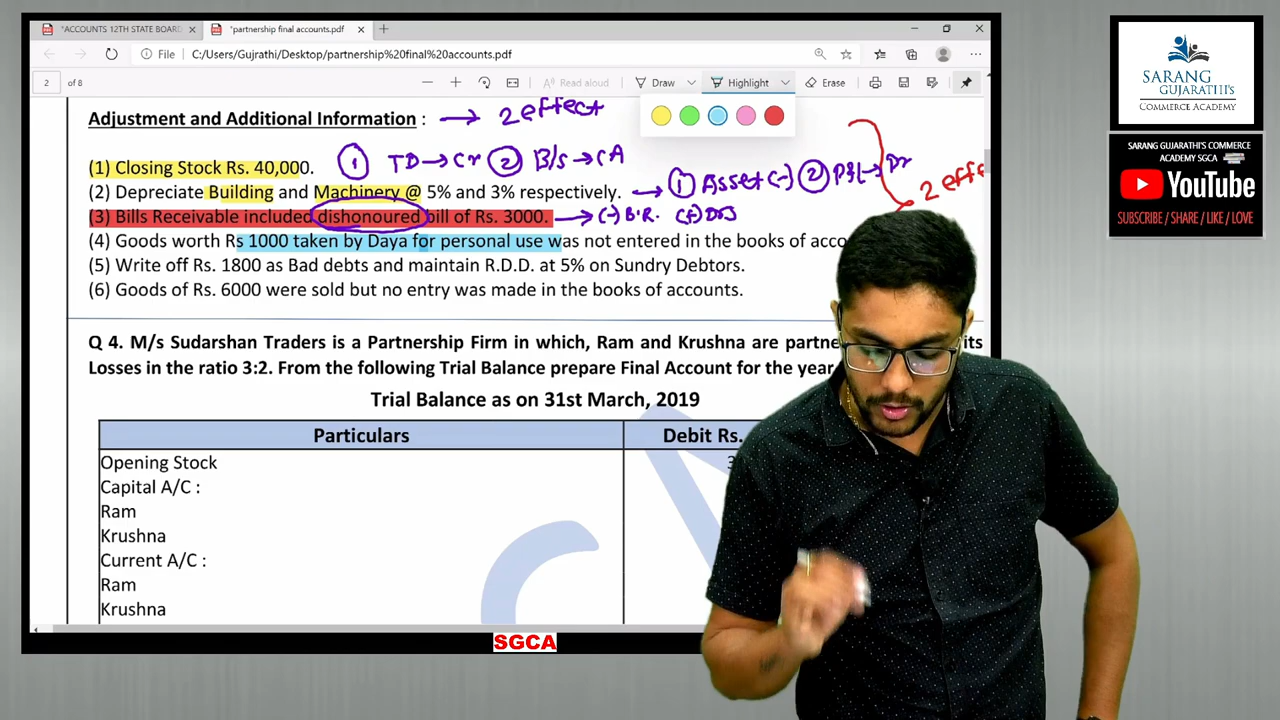 "ACCOUNTS 12TH STATE BOARD
*partnership final accounts.pdf
File C:/Users/Gujrathi/Desktop/partnership%20final%20accounts.pdf
2 of 8
Read aloud Draw Highlight Erase
Adjustment and Additional Information : → 2 effect
(1) Closing Stock Rs. 40,000. ① TD → Cr ② B/S → CA
(2) Depreciate Building and Machinery @ 5% and 3% respectively. → ① Asset (-) ②
(3) Bills Receivable included dishonoured bill of Rs. 3000. → (-) B.R. (+)
2 effe
(4) Goods worth Rs 1000 taken by Daya for personal use was not entered in the books of acco
(5) Write off Rs. 1800 as Bad debts and maintain R.D.D. at 5% on Sundry Debtors.
(6) Goods of Rs. 6000 were sold but no entry was made in the books of accounts.
Q 4. M/s Sudarshan Traders is a Partnership Firm in which, Ram and Krushna are partne its
Losses in the ratio 3:2. From the following Trial Balance prepare Final Account for the year
Trial Balance as on 31st March, 2019
Particulars Debit Rs.
Opening Stock
Capital A/C :
Ram
Krushna
Current A/C :
Ram
Krushna
SGCA
SARANG
GUJARATHI'S
COMMERCE ACADEMY
SARANG GUJARATHI'S COMMERCE
ACADEMY SGCA
YouTube
SUBSCRIBE / SHARE / LIKE / LOVE